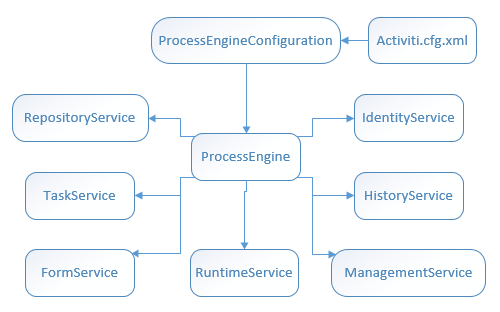 ProcessEngineConfiguration
Activiti.cfg.xml
RepositoryService
IdentityService
ProcessEngine
TaskService
HistoryService
FormService
RuntimeService
ManagementService